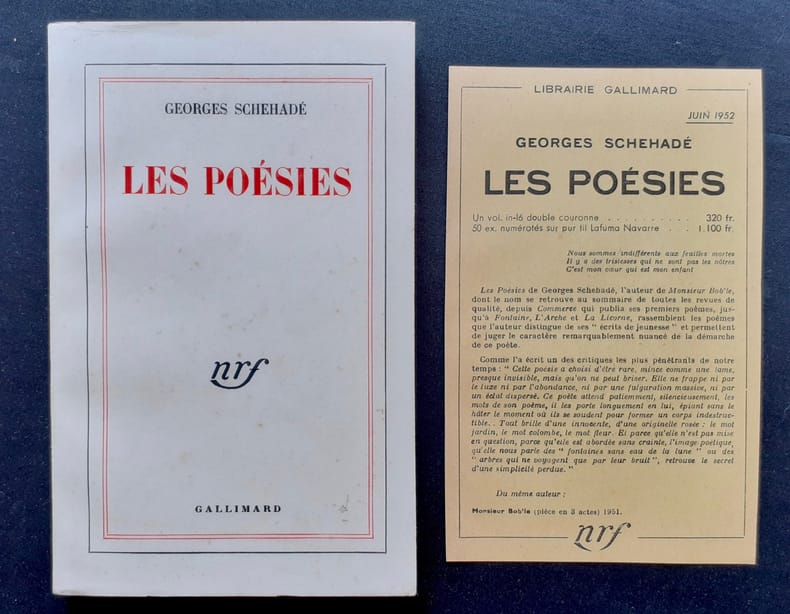 GEORGES SCHEHADÉ
LES POÉSIES
nrf
GALLIMARD
LIBRAIRIE GALLIMARD
JUIN 1952
GEORGES SCHEHADÉ
LES POÉSIES
Un vol. in-16 double couronne . . . . . . . . . . 320 fr.
50 ex. numérotés sur pur fil Lafuma Navarre . . 1.100 fr.
Nous sommes indifférents aux feuilles mortes
Il y a des tristesses qui ne sont pas les nôtres
C'est mon cœur qui est mon enfant
Les Poésies de Georges Schehadé, l'auteur de Monsieur Bob'le,
dont le nom se retrouve au sommaire de toutes les revues de
qualité, depuis Commerce qui publia ses premiers poèmes, jus-
qu'à Fontaine, L'Arche et La Licorne, rassemblent les poèmes
que l'auteur distingue de ses " écrits de jeunesse " et permettent
de juger le caractère remarquablement nuancé de la démarche
de ce poète.
Comme l'a écrit un des critiques les plus pénétrants de notre
temps : " Cette poésie a choisi d'être rare, mince comme une lame,
presque invisible, mais qu'on ne peut briser. Elle ne frappe ni par
le luxe ni par l'abondance, ni par une fulguration massive, ni par
un éclat dispersé. Ce poète attend patiemment, silencieusement, les
mots de son poème, il les porte longuement en lui, épiant sans le
hâter le moment où ils se soudent pour former un corps indestruc-
tible. . Tout brille d'une innocente, d'une originelle rosée : le mot
jardin, le mot colombe, le mot fleur. Et parce qu'elle n'est pas mise
en question, parce qu'elle est abordée sans crainte, l'image poétique,
qu'elle nous parle des " fontaines sans eau de la lune " ou des
" arbres qui ne voyagent que par leur bruit ", retrouve le secret
d'une simplicité perdue. "
Du même auteur :
Monsieur Bob'le (pièce en 3 actes) 1951.
nrf